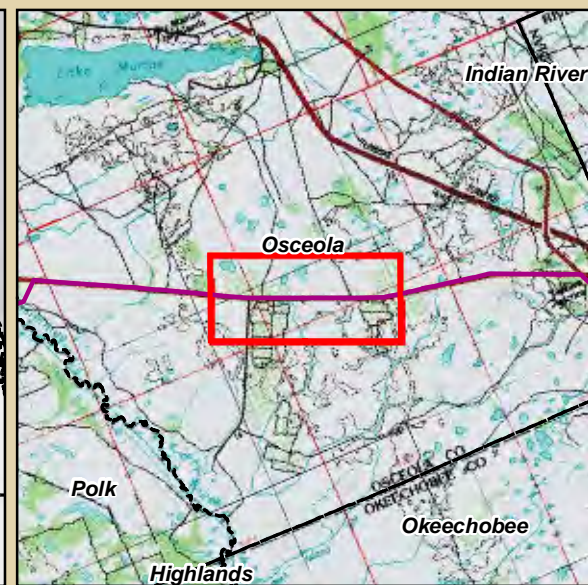 Lake Marian
Indian River
Osceola
OSCEOLA CO
OKEECHOBEE CO
Polk
Okeechobee
Highlands